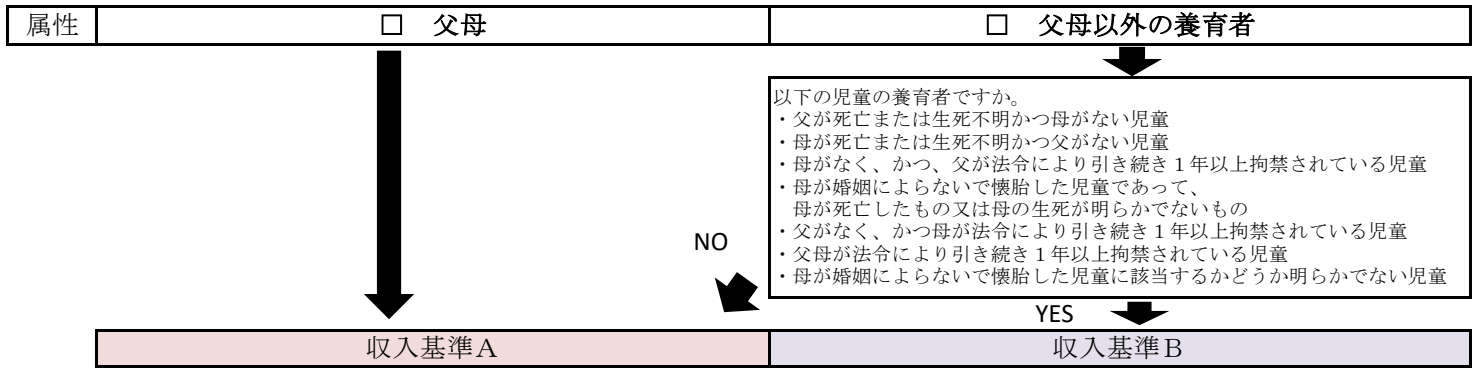 属性 □ 父母 □ 父母以外の養育者
以下の児童の養育者ですか。
・父が死亡または生死不明かつ母がない児童
・母が死亡または生死不明かつ父がない児童
・母がなく、かつ、父が法令により引き続き１年以上拘禁されている児童
・母が婚姻によらないで懐胎した児童であって、
母が死亡したもの又は母の生死が明らかでないもの
・父がなく、かつ母が法令により引き続き１年以上拘禁されている児童
・父母が法令により引き続き１年以上拘禁されている児童
・母が婚姻によらないで懐胎した児童に該当するかどうか明らかでない児童
NO
YES
収入基準Ａ 収入基準Ｂ